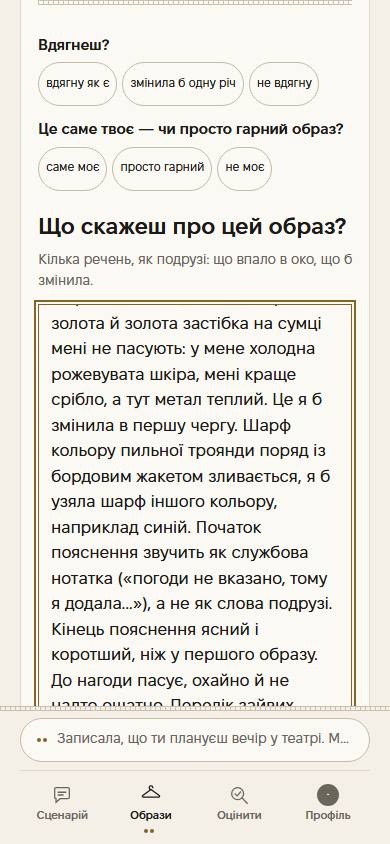 Вдягнеш?
вдягну як є
змінила б одну річ
не вдягну
Це саме твоє — чи просто гарний образ?
саме моє
просто гарний
не моє
Що скажеш про цей образ?
Кілька речень, як подрузі: що впало в око, що б
змінила.
золота й золота застібка на сумці
мені не пасують: у мене холодна
рожевувата шкіра, мені краще
срібло, а тут метал теплий. Це я б
змінила в першу чергу. Шарф
кольору пильної троянди поряд із
бордовим жакетом зливається, я б
узяла шарф іншого кольору,
наприклад синій. Початок
пояснення звучить як службова
нотатка («погоди не вказано, тому
я додала...»), а не як слова подрузі.
Кінець пояснення ясний і
коротший, ніж у першого образу.
До нагоди пасує, охайно й не
надто ошатно. Перелік зайвих
Записала, що ти плануєш вечір у театрі. М...
Сценарій
Образи
Оцінити
Профіль